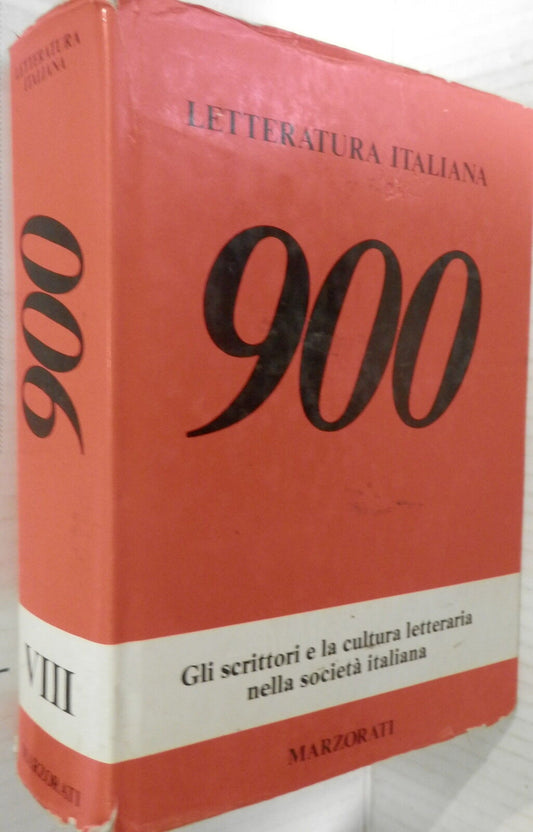 LETTERATURA
ITALIANA
900
VIII
MARZORATI
LETTERATURA ITALIANA
900
Gli scrittori e la cultura letteraria
nella società italiana
MARZORATI